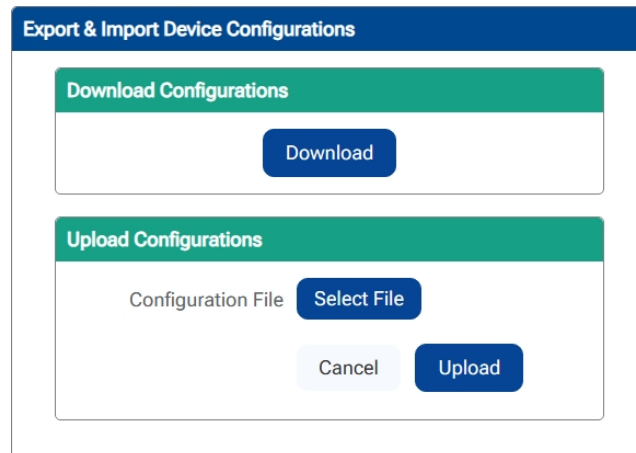 Export & Import Device Configurations
Download Configurations
Download
Upload Configurations
Configuration File Select File
Cancel Upload